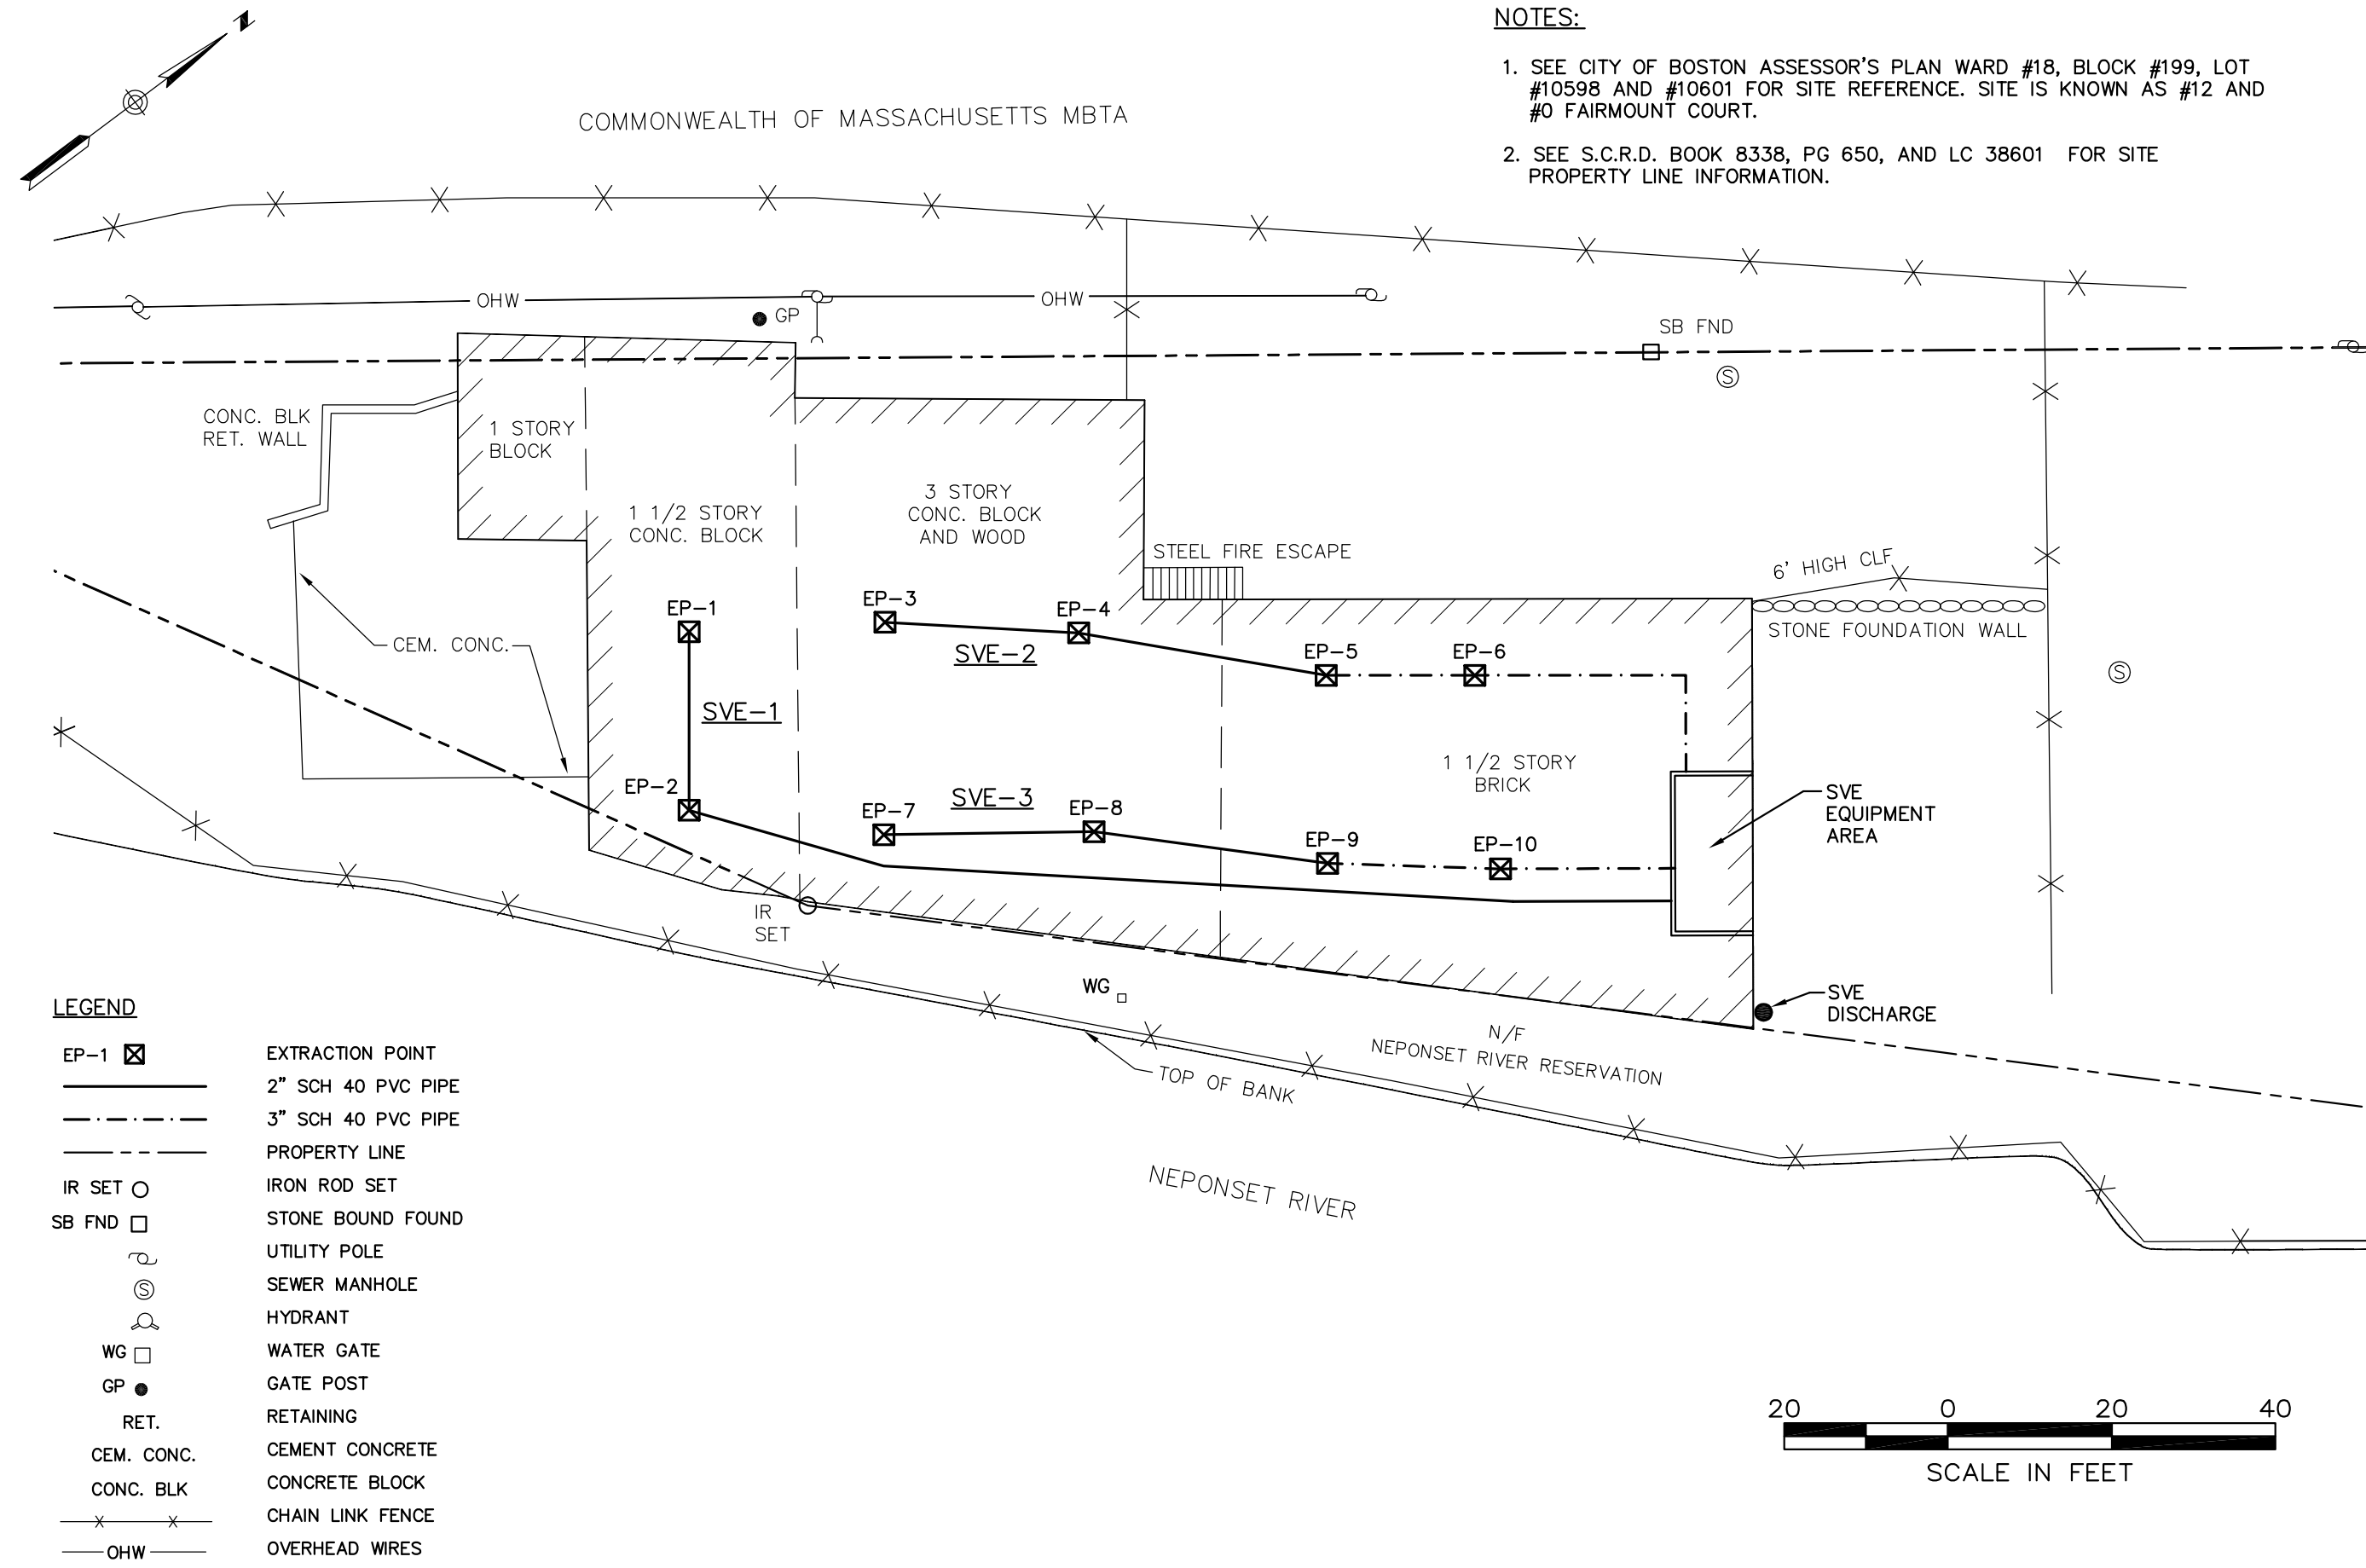 N
NOTES:
1. SEE CITY OF BOSTON ASSESSOR'S PLAN WARD #18, BLOCK #199, LOT
#10598 AND #10601 FOR SITE REFERENCE. SITE IS KNOWN AS #12 AND
#0 FAIRMOUNT COURT.
2. SEE S.C.R.D. BOOK 8338, PG 650, AND LC 38601 FOR SITE
PROPERTY LINE INFORMATION.
COMMONWEALTH OF MASSACHUSETTS MBTA
OHW
OHW
GP
SB FND
S
CONC. BLK
RET. WALL
1 STORY
BLOCK
1 1/2 STORY
CONC. BLOCK
3 STORY
CONC. BLOCK
AND WOOD
STEEL FIRE ESCAPE
6' HIGH CLF
STONE FOUNDATION WALL
S
CEM. CONC.
EP-1
EP-3
EP-4
SVE-2
EP-5
EP-6
SVE-1
1 1/2 STORY
BRICK
EP-2
EP-7
SVE-3
EP-8
EP-9
EP-10
SVE
EQUIPMENT
AREA
IR
SET
WG
SVE
DISCHARGE
N/F
NEPONSET RIVER RESERVATION
TOP OF BANK
NEPONSET RIVER
LEGEND
EP-1 EXTRACTION POINT
2" SCH 40 PVC PIPE
3" SCH 40 PVC PIPE
PROPERTY LINE
IR SET IRON ROD SET
SB FND STONE BOUND FOUND
UTILITY POLE
S SEWER MANHOLE
HYDRANT
WG WATER GATE
GP GATE POST
RET. RETAINING
CEM. CONC. CEMENT CONCRETE
CONC. BLK CONCRETE BLOCK
CHAIN LINK FENCE
OHW OVERHEAD WIRES
20 0 20 40
SCALE IN FEET